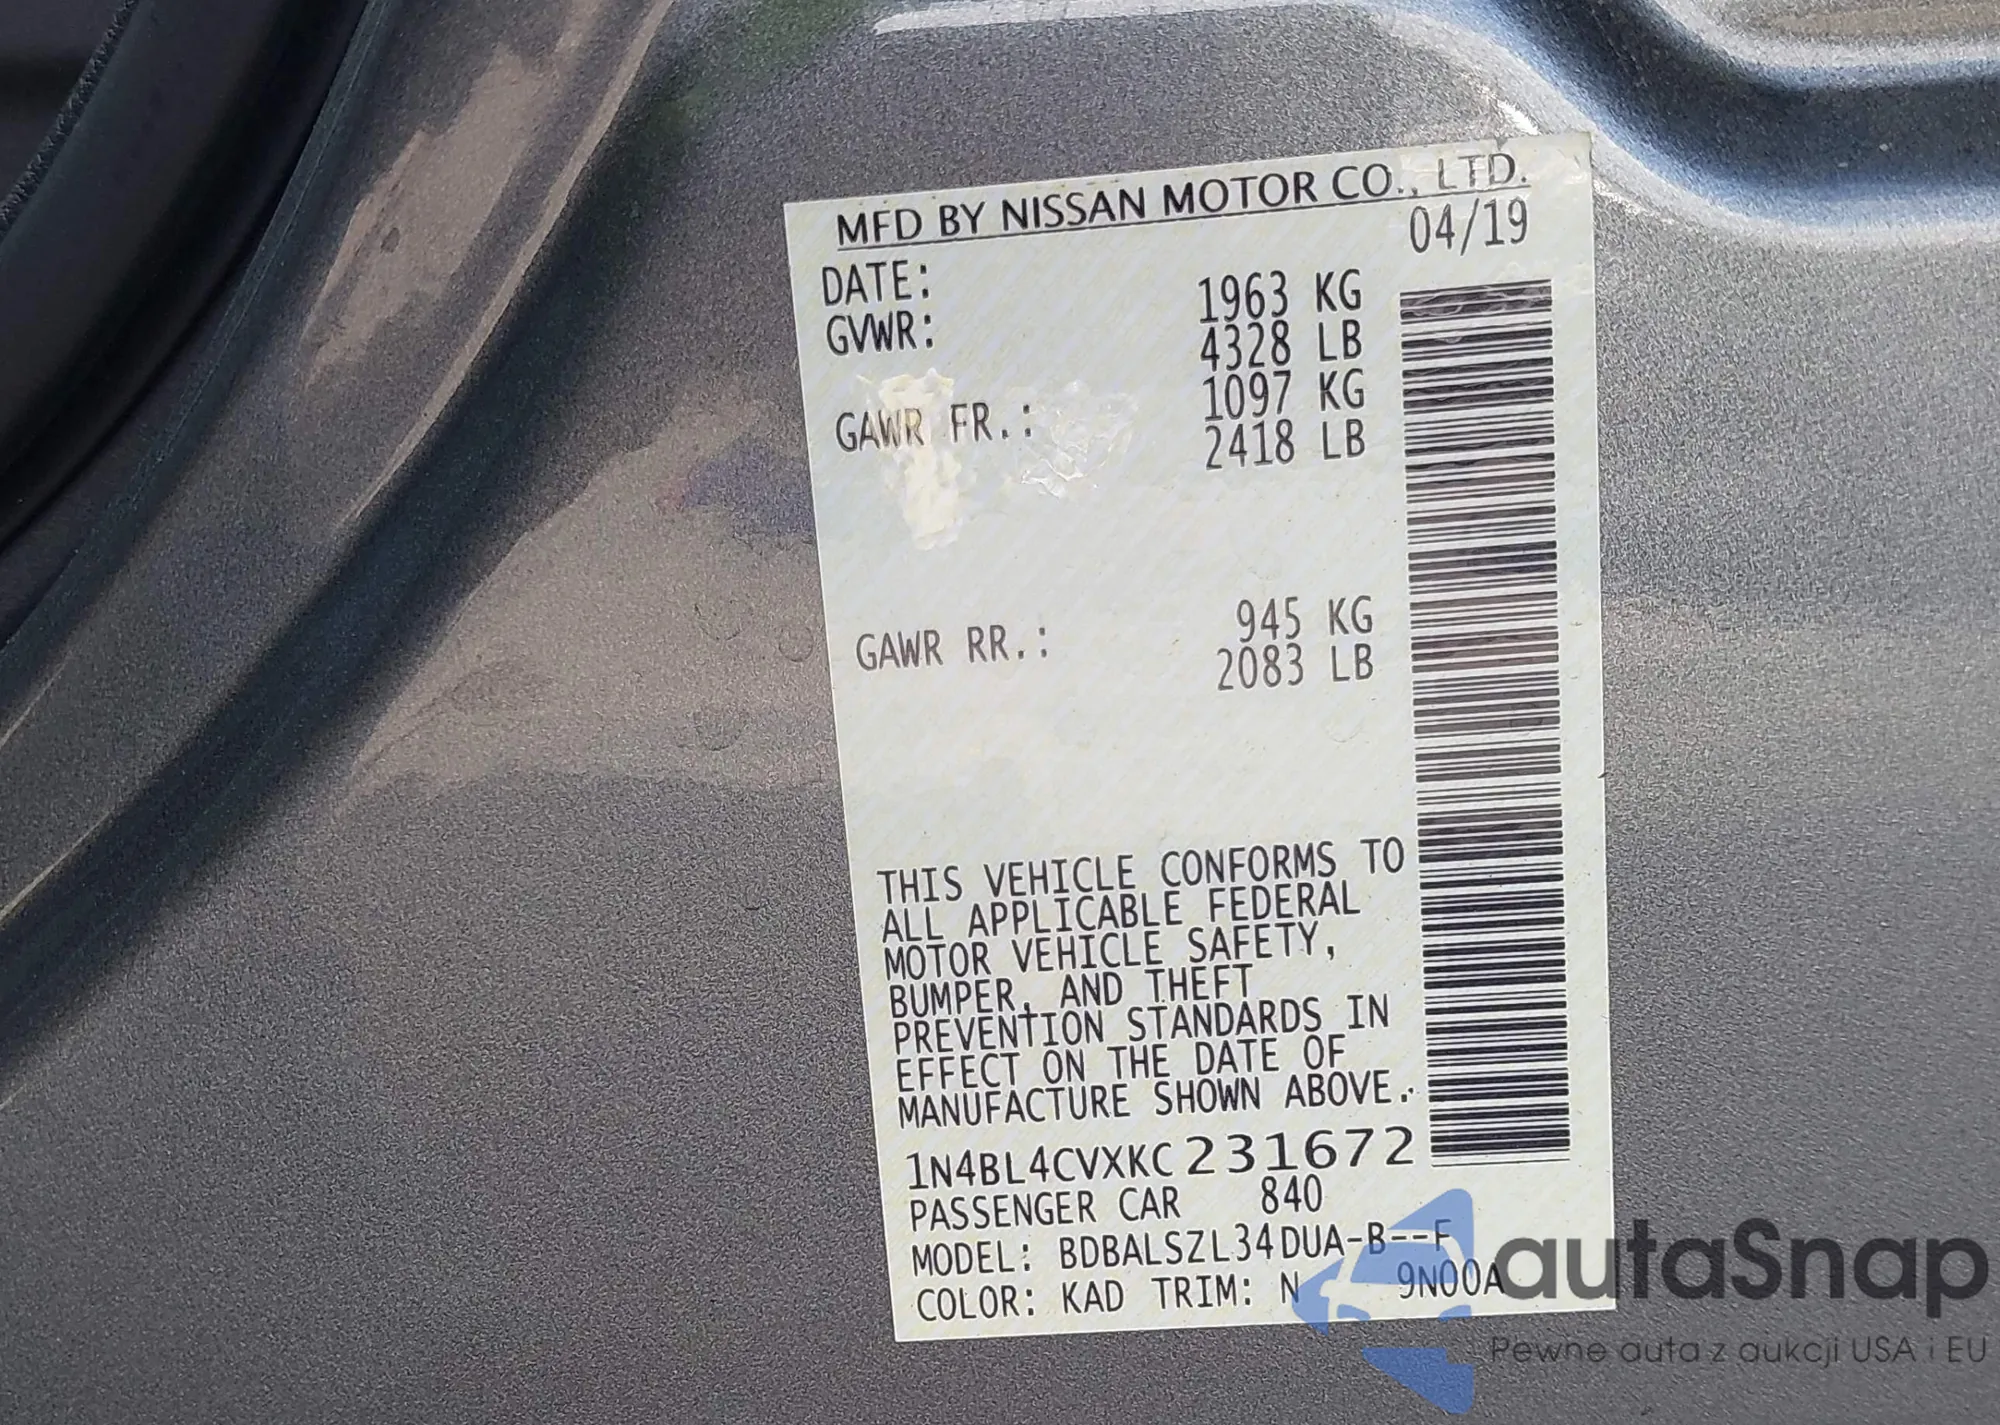 MFD BY NISSAN MOTOR CO., LTD.
DATE: 04/19
GVWR: 1963 KG
4328 LB
GAWR FR.: 1097 KG
2418 LB
GAWR RR.: 945 KG
2083 LB
THIS VEHICLE CONFORMS TO
ALL APPLICABLE FEDERAL
MOTOR VEHICLE SAFETY,
BUMPER, AND THEFT
PREVENTION STANDARDS IN
EFFECT ON THE DATE OF
MANUFACTURE SHOWN ABOVE.
1N4BL4CVXKC231672
PASSENGER CAR 840
MODEL: BDBALSZL34DUA-B--F
COLOR: KAD TRIM: N 9N00A
autaSnap
Pewne auta z aukcji USA i EU